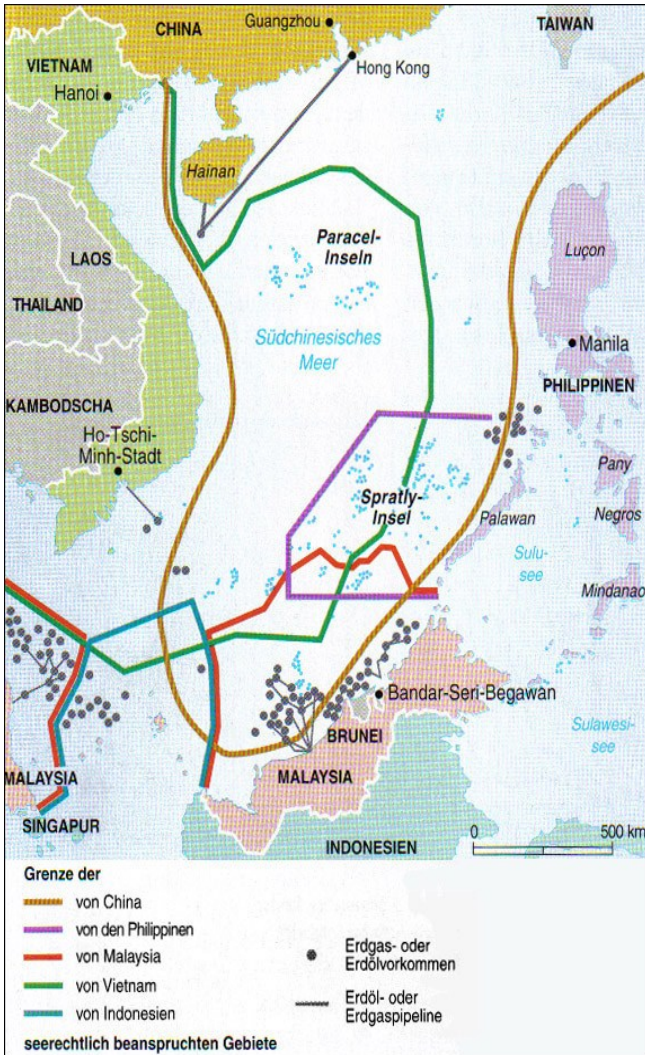 CHINA
Guangzhou
TAIWAN
VIETNAM
Hong Kong
Hanoi
Hainan
LAOS
Paracel-
Inseln
Luçon
THAILAND
Südchinesisches
Meer
Manila
PHILIPPINEN
KAMBODSCHA
Ho-Tschi-
Minh-Stadt
Pany
Spratly-
Insel
Palawan
Negros
Sulu-
see
Mindanao
Bandar-Seri-Begawan
Sulawesi-
see
BRUNEI
MALAYSIA
MALAYSIA
SINGAPUR
INDONESIEN
0 500 km
Grenze der
von China
von den Philippinen
von Malaysia
von Vietnam
von Indonesien
seerechtlich beanspruchten Gebiete
Erdgas- oder
Erdölvorkommen
Erdöl- oder
Erdgaspipeline